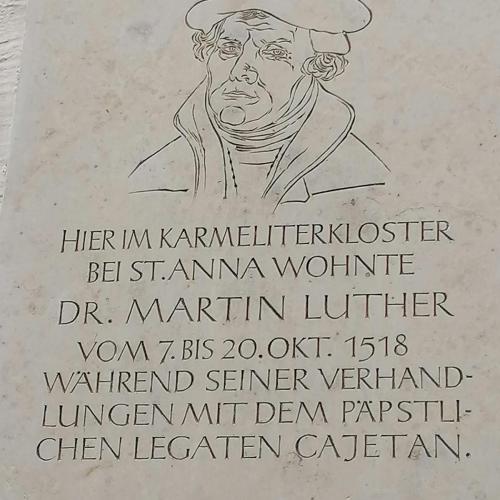 HIER IM KARMELITERKLOSTER
BEI ST. ANNA WOHNTE
DR. MARTIN LUTHER
VOM 7. BIS 20. OKT. 1518
WÄHREND SEINER VERHAND-
LUNGEN MIT DEM PÄPSTLI-
CHEN LEGATEN CAJETAN.